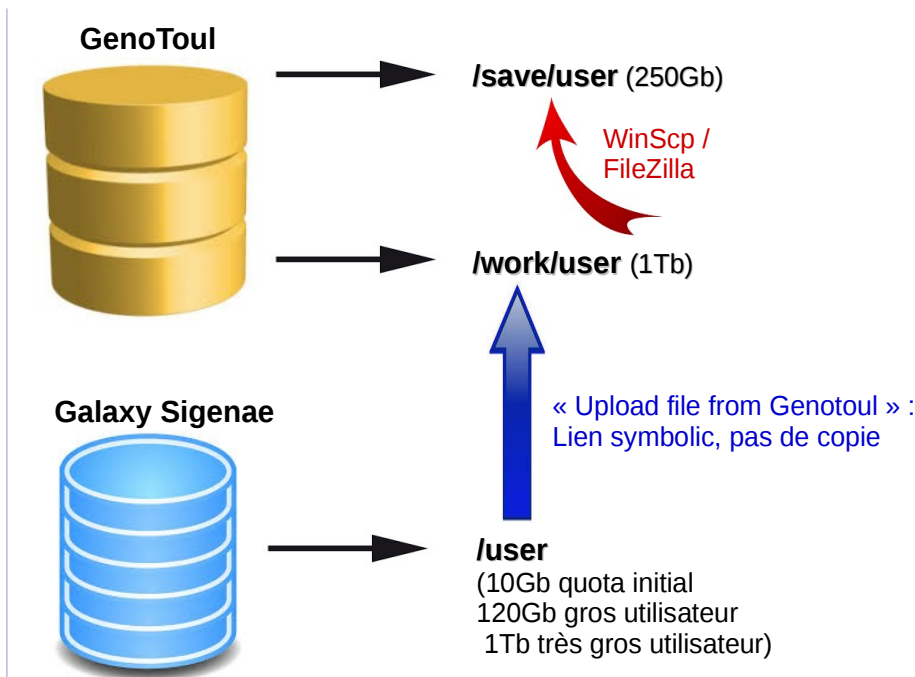 GenoToul
/save/user (250Gb)
WinScp /
FileZilla
/work/user (1Tb)
Galaxy Sigenae
« Upload file from Genotoul » :
Lien symbolic, pas de copie
/user
(10Gb quota initial
120Gb gros utilisateur
1Tb très gros utilisateur)